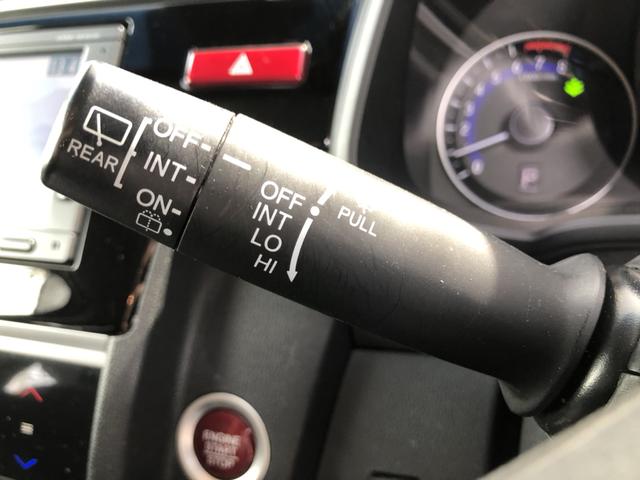 REAR
OFF-
INT-
ON-
OFF
INT
LO
HI
PULL
ENGINE
START
STOP